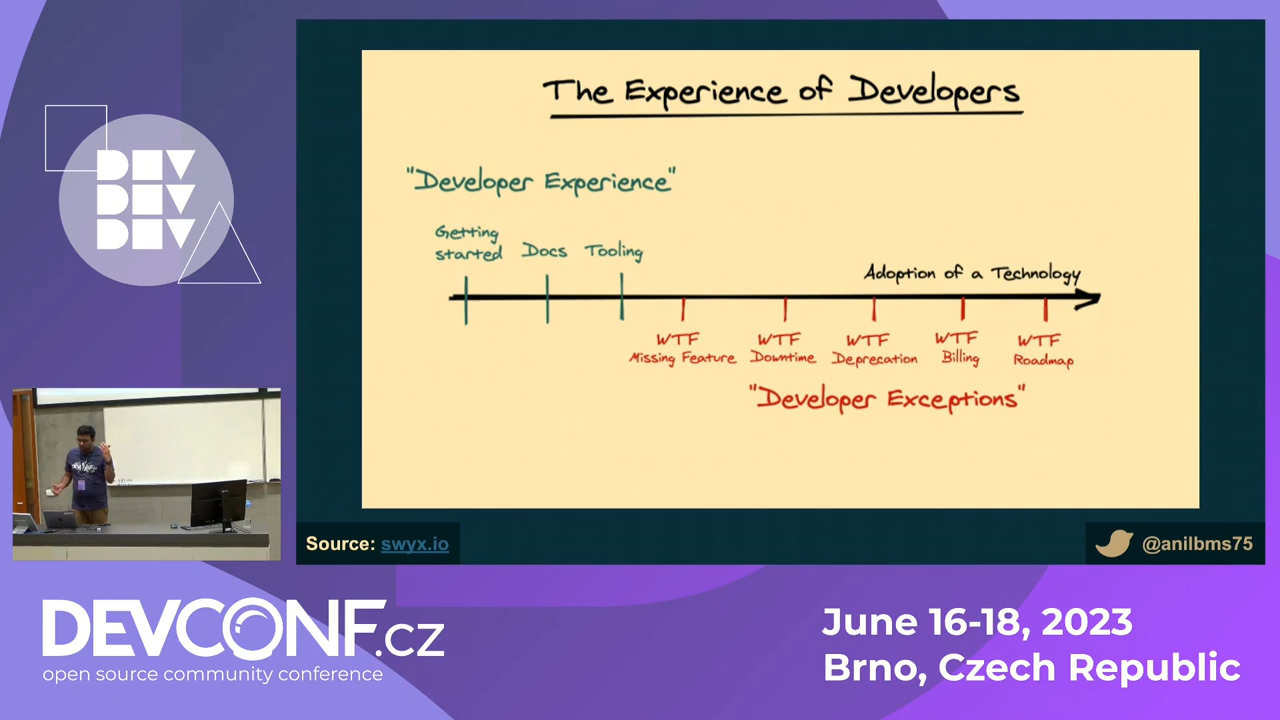 DEV
DEV
DEV
The Experience of Developers
"Developer Experience"
Getting
started
Docs
Tooling
Adoption of a Technology
WTF
Missing Feature
WTF
Downtime
WTF
Deprecation
WTF
Billing
WTF
Roadmap
"Developer Exceptions"
Source: swyx.io
@anilbms75
DEVCONF.cz
open source community conference
June 16-18, 2023
Brno, Czech Republic